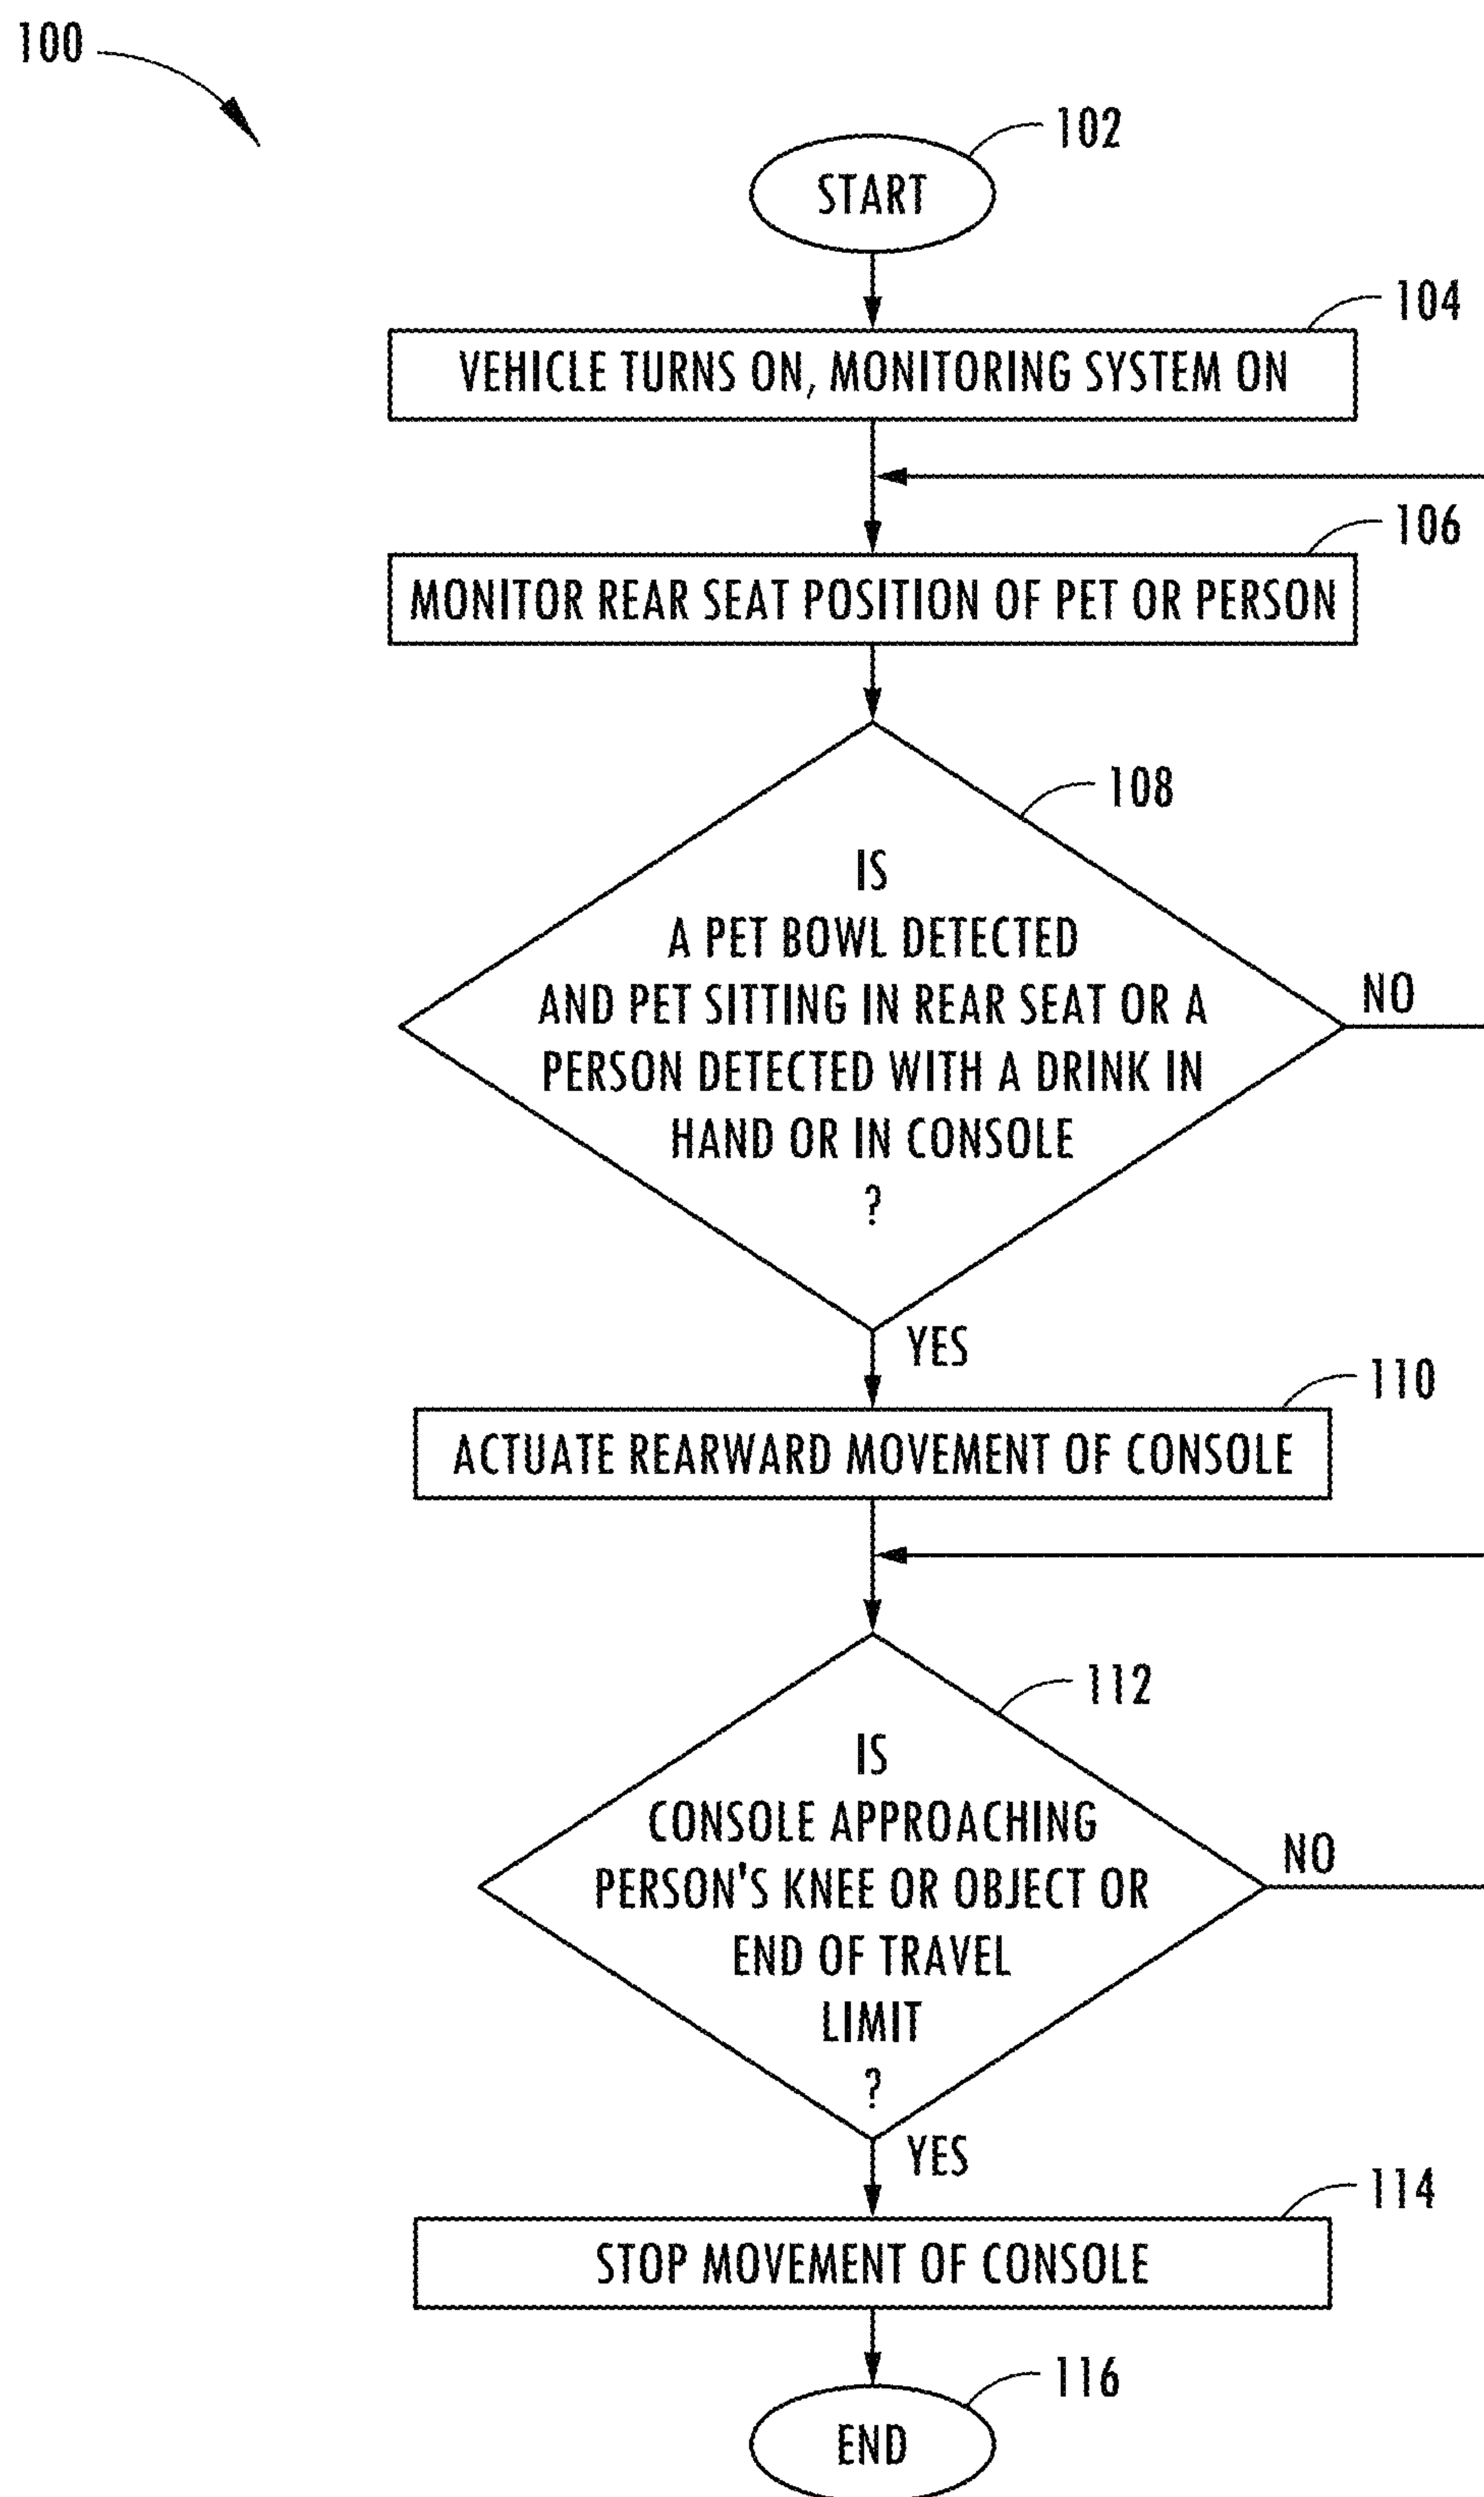 100
102
START
104
VEHICLE TURNS ON, MONITORING SYSTEM ON
106
MONITOR REAR SEAT POSITION OF PET OR PERSON
108
IS
A PET BOWL DETECTED
AND PET SITTING IN REAR SEAT OR A
PERSON DETECTED WITH A DRINK IN
HAND OR IN CONSOLE
?
NO
YES
110
ACTUATE REARWARD MOVEMENT OF CONSOLE
112
IS
CONSOLE APPROACHING
PERSON'S KNEE OR OBJECT OR
END OF TRAVEL
LIMIT
?
NO
YES
114
STOP MOVEMENT OF CONSOLE
116
END